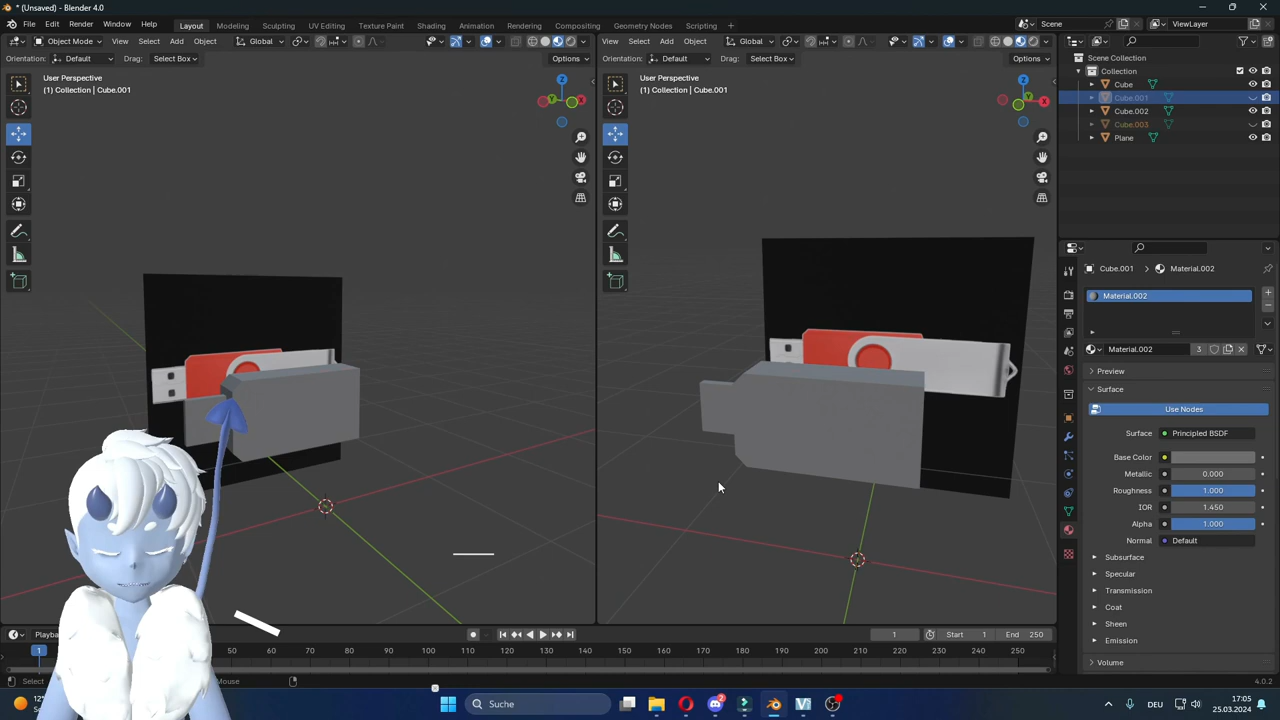 * (Unsaved) - Blender 4.0
File Edit Render Window Help Layout Modeling Sculpting UV Editing Texture Paint Shading Animation Rendering Compositing Geometry Nodes Scripting + Scene ViewLayer
Object Mode View Select Add Object Global View Select Add Object Global
Orientation: Default Drag: Select Box Options Orientation: Default Drag: Select Box Options
User Perspective
(1) Collection | Cube.001
User Perspective
(1) Collection | Cube.001
X Y Z
X Y Z
Scene Collection
Collection
Cube
Cube.001
Cube.002
Cube.003
Plane
Cube.001 Material.002
Material.002
Material.002 3
Preview
Surface
Use Nodes
Surface Principled BSDF
Base Color
Metallic 0.000
Roughness 1.000
IOR 1.450
Alpha 1.000
Normal Default
Subsurface
Specular
Transmission
Coat
Sheen
Emission
Volume
Playba 1 Start 1 End 250
1 50 60 70 80 90 100 110 120 130 140 150 160 170 180 190 200 210 220 230 240 250
Select 4.0.2
12° Suche 2 DEU 17:05
25.03.2024